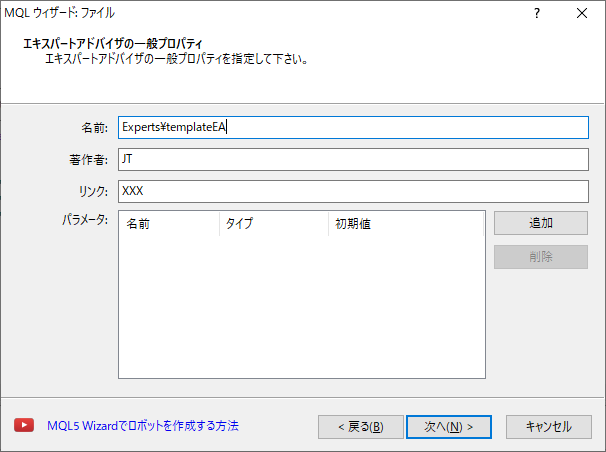 MQL ウィザード: ファイル
?
エキスパートアドバイザの一般プロパティ
エキスパートアドバイザの一般プロパティを指定して下さい。
名前: Experts¥templateEA
著作者: JT
リンク: XXX
パラメータ: 名前 タイプ 初期値 追加
削除
MQL5 Wizardでロボットを作成する方法 < 戻る(B) 次へ(N) > キャンセル